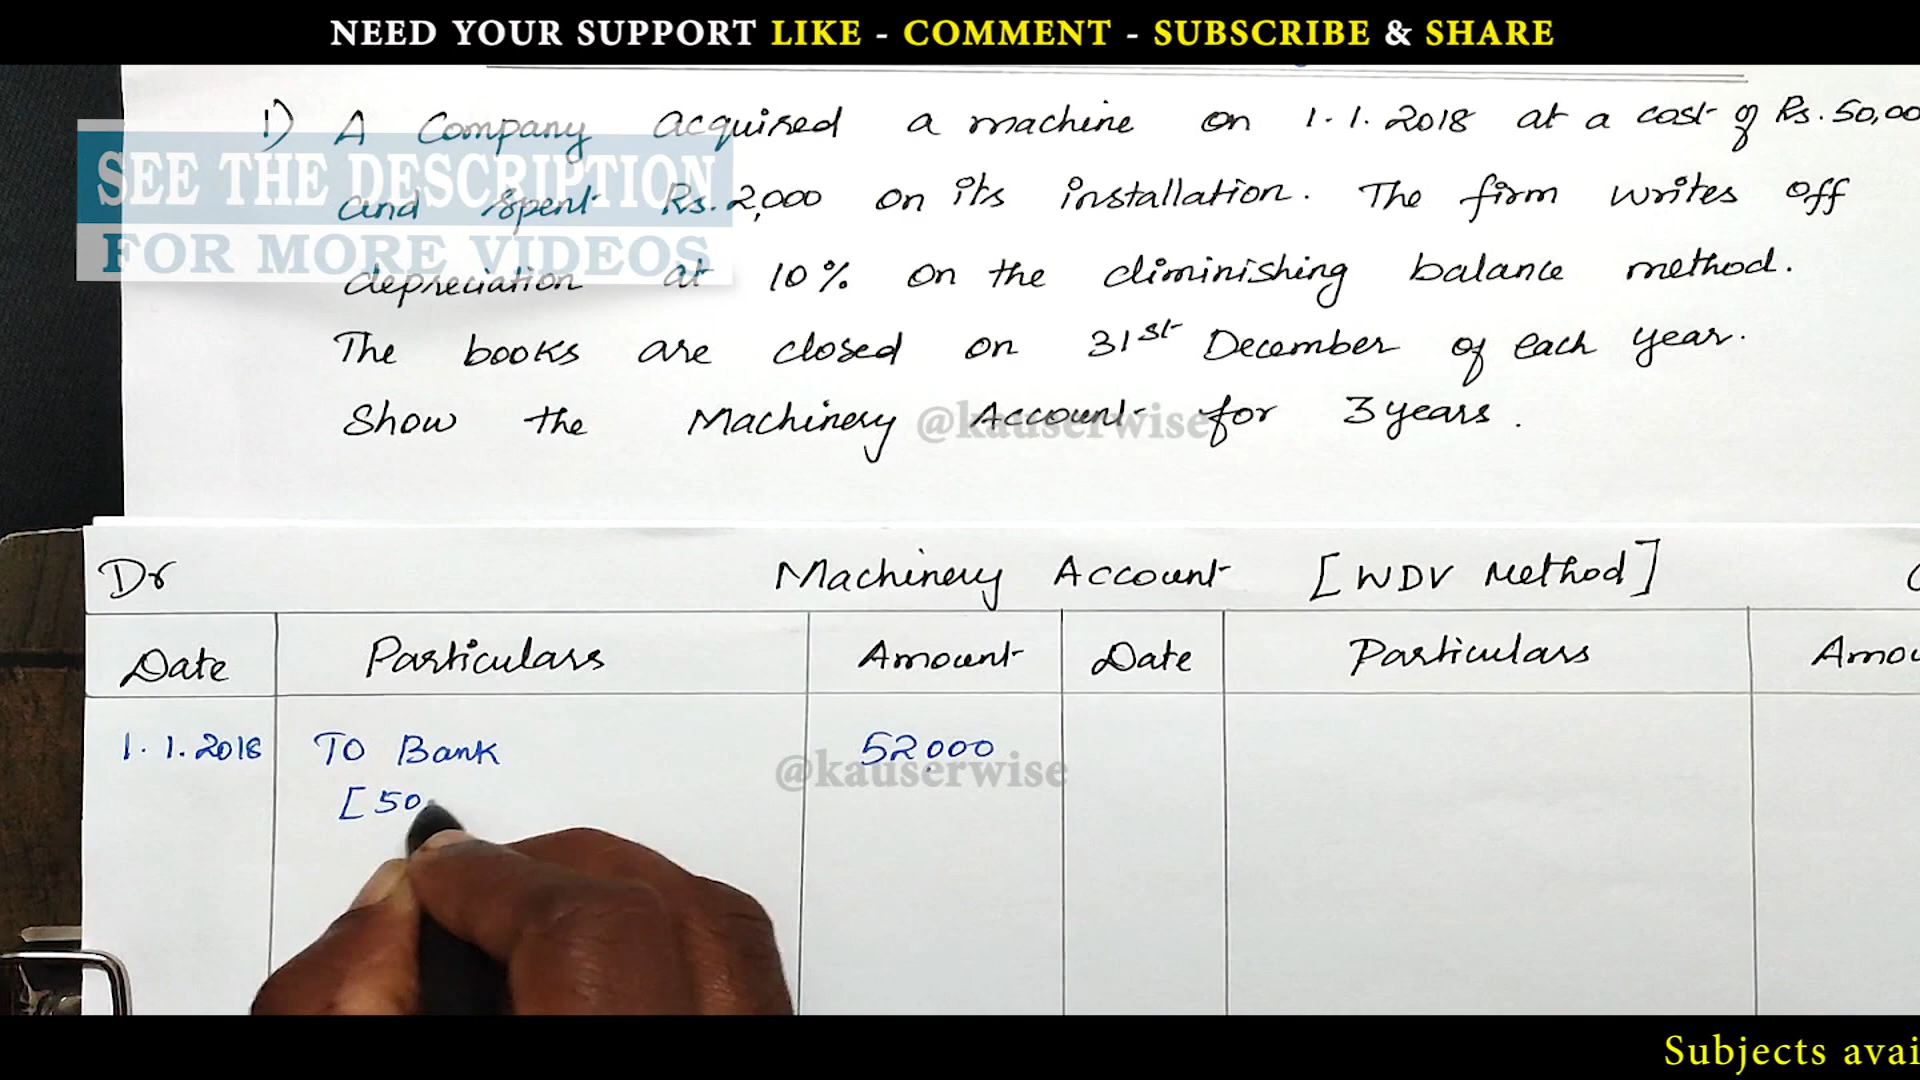 NEED YOUR SUPPORT LIKE - COMMENT - SUBSCRIBE & SHARE
1) A Company acquired a machine on 1.1.2018 at a cost of Rs.50,00
SEE THE DESCRIPTION
and spent Rs.2,000 on its installation. The firm writes off
FOR MORE VIDEOS
depreciation at 10% on the diminishing balance method.
The books are closed on 31st December of each year.
Show the Machinery Account for 3 years.
@kauserwise
Dr Machinery Account [WDV Method]
Date Particulars Amount Date Particulars Amou
1.1.2018 To Bank 52,000
@kauserwise
[50
Subjects avai